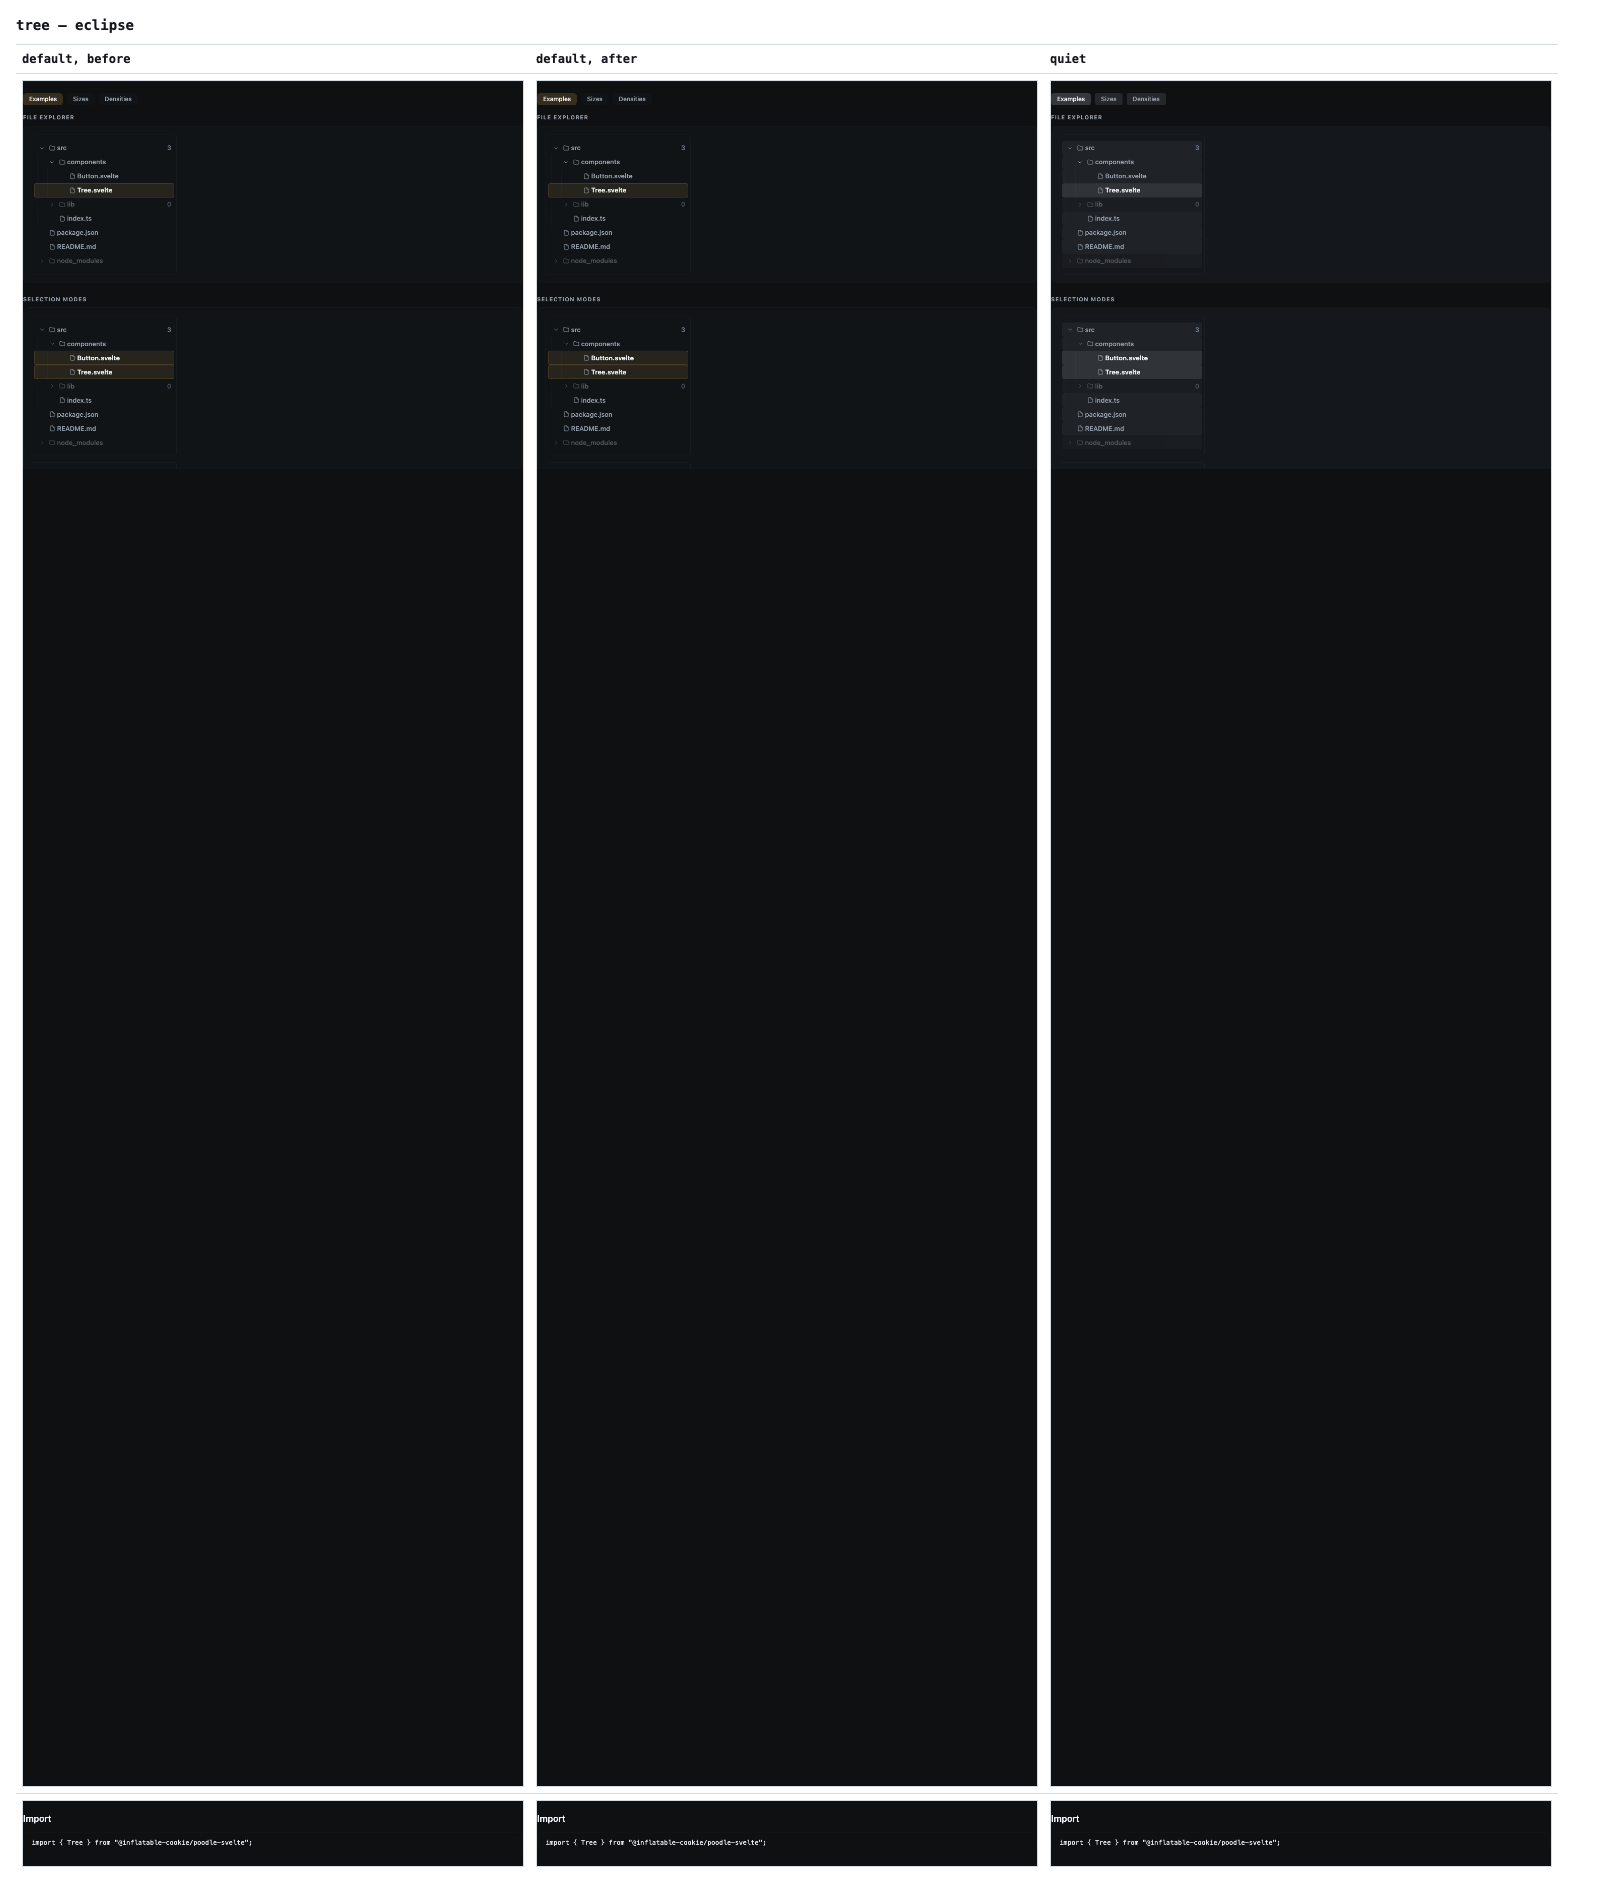 tree — eclipse
default, before
default, after
quiet
Examples Sizes Densities
FILE EXPLORER
src 3
components
Button.svelte
Tree.svelte
lib 0
index.ts
package.json
README.md
node_modules
SELECTION MODES
src 3
components
Button.svelte
Tree.svelte
lib 0
index.ts
package.json
README.md
node_modules
Examples Sizes Densities
FILE EXPLORER
src 3
components
Button.svelte
Tree.svelte
lib 0
index.ts
package.json
README.md
node_modules
SELECTION MODES
src 3
components
Button.svelte
Tree.svelte
lib 0
index.ts
package.json
README.md
node_modules
Examples Sizes Densities
FILE EXPLORER
src 3
components
Button.svelte
Tree.svelte
lib 0
index.ts
package.json
README.md
node_modules
SELECTION MODES
src 3
components
Button.svelte
Tree.svelte
lib 0
index.ts
package.json
README.md
node_modules
Import
import { Tree } from "@inflatable-cookie/poodle-svelte";
Import
import { Tree } from "@inflatable-cookie/poodle-svelte";
Import
import { Tree } from "@inflatable-cookie/poodle-svelte";